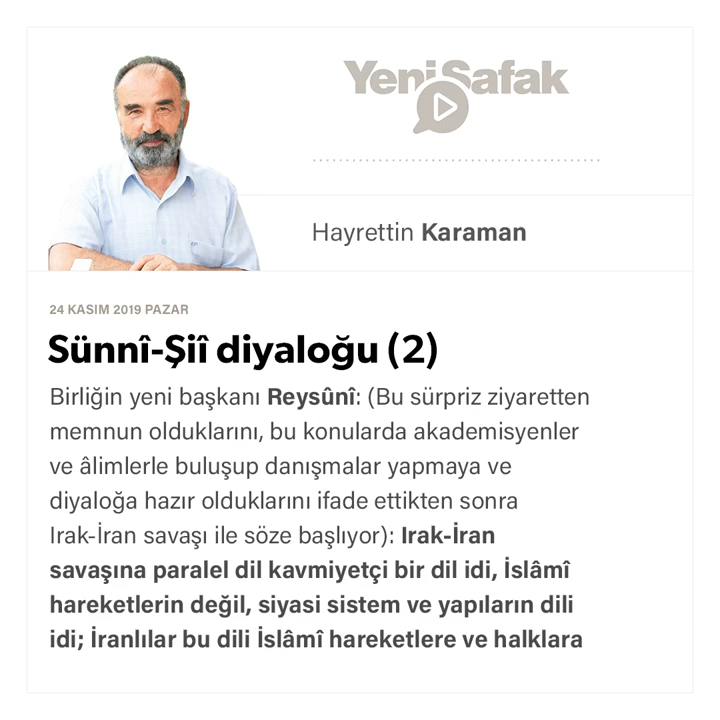 Yeni Şafak
Hayrettin Karaman
24 KASIM 2019 PAZAR
Sünnî-Şiî diyaloğu (2)
Birliğin yeni başkanı Reysûnî: (Bu sürpriz ziyaretten
memnun olduklarını, bu konularda akademisyenler
ve âlimlerle buluşup danışmalar yapmaya ve
diyaloğa hazır olduklarını ifade ettikten sonra
Irak-İran savaşı ile söze başlıyor): Irak-İran
savaşına paralel dil kavmiyetçi bir dil idi, İslâmî
hareketlerin değil, siyasi sistem ve yapıların dili
idi; İranlılar bu dili İslâmî hareketlere ve halklara